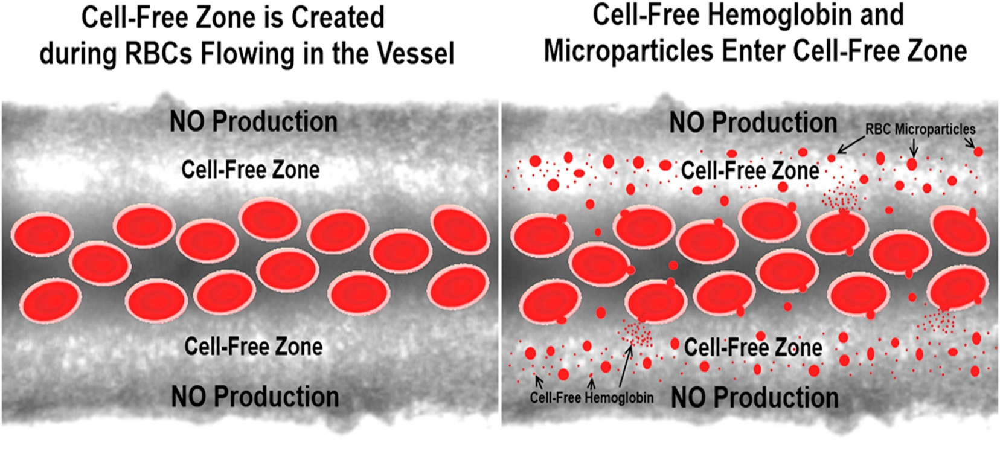 Cell-Free Zone is Created
during RBCs Flowing in the Vessel
NO Production
Cell-Free Zone
Cell-Free Zone
NO Production
Cell-Free Hemoglobin and
Microparticles Enter Cell-Free Zone
NO Production
RBC Microparticles
Cell-Free Zone
Cell-Free Zone
Cell-Free Hemoglobin
NO Production